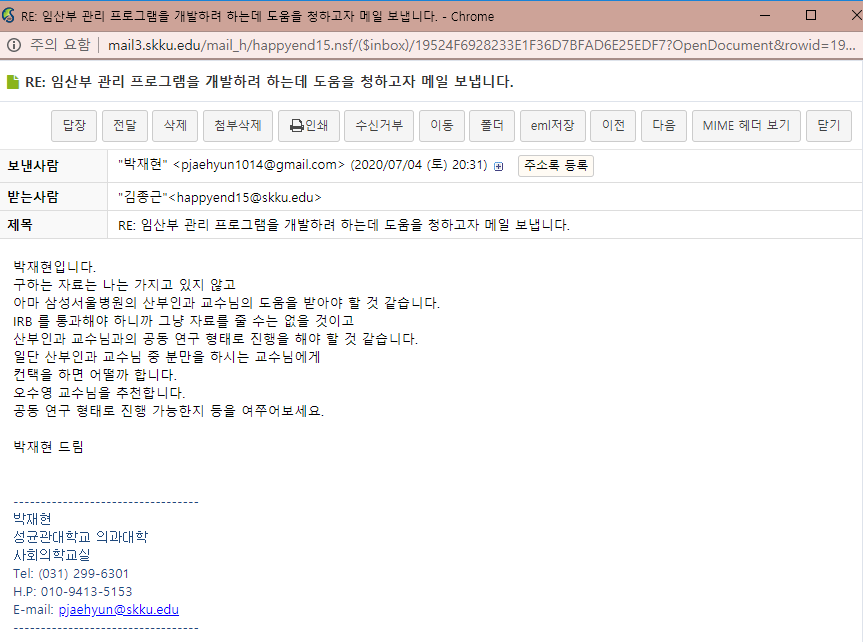 RE: 임산부 관리 프로그램을 개발하려 하는데 도움을 청하고자 메일 보냅니다. - Chrome
주의 요함 | mail3.skku.edu/mail_h/happyend15.nsf/($inbox)/19524F6928233E1F36D7BFAD6E25EDF7?OpenDocument&rowid=19...
RE: 임산부 관리 프로그램을 개발하려 하는데 도움을 청하고자 메일 보냅니다.
답장 전달 삭제 첨부삭제 인쇄 수신거부 이동 폴더 eml저장 이전 다음 MIME 헤더 보기 닫기
보낸사람 "박재현" <pjaehyun1014@gmail.com> (2020/07/04 (토) 20:31) 주소록 등록
받는사람 "김종근"<happyend15@skku.edu>
제목 RE: 임산부 관리 프로그램을 개발하려 하는데 도움을 청하고자 메일 보냅니다.
박재현입니다.
구하는 자료는 나는 가지고 있지 않고
아마 삼성서울병원의 산부인과 교수님의 도움을 받아야 할 것 같습니다.
IRB 를 통과해야 하니까 그냥 자료를 줄 수는 없을 것이고
산부인과 교수님과의 공동 연구 형태로 진행을 해야 할 것 같습니다.
일단 산부인과 교수님 중 분만을 하시는 교수님에게
컨택을 하면 어떨까 합니다.
오수영 교수님을 추천합니다.
공동 연구 형태로 진행 가능한지 등을 여쭈어보세요.
박재현 드림
----------------------------------
박재현
성균관대학교 의과대학
사회의학교실
Tel: (031) 299-6301
H.P: 010-9413-5153
E-mail: pjaehyun@skku.edu
----------------------------------